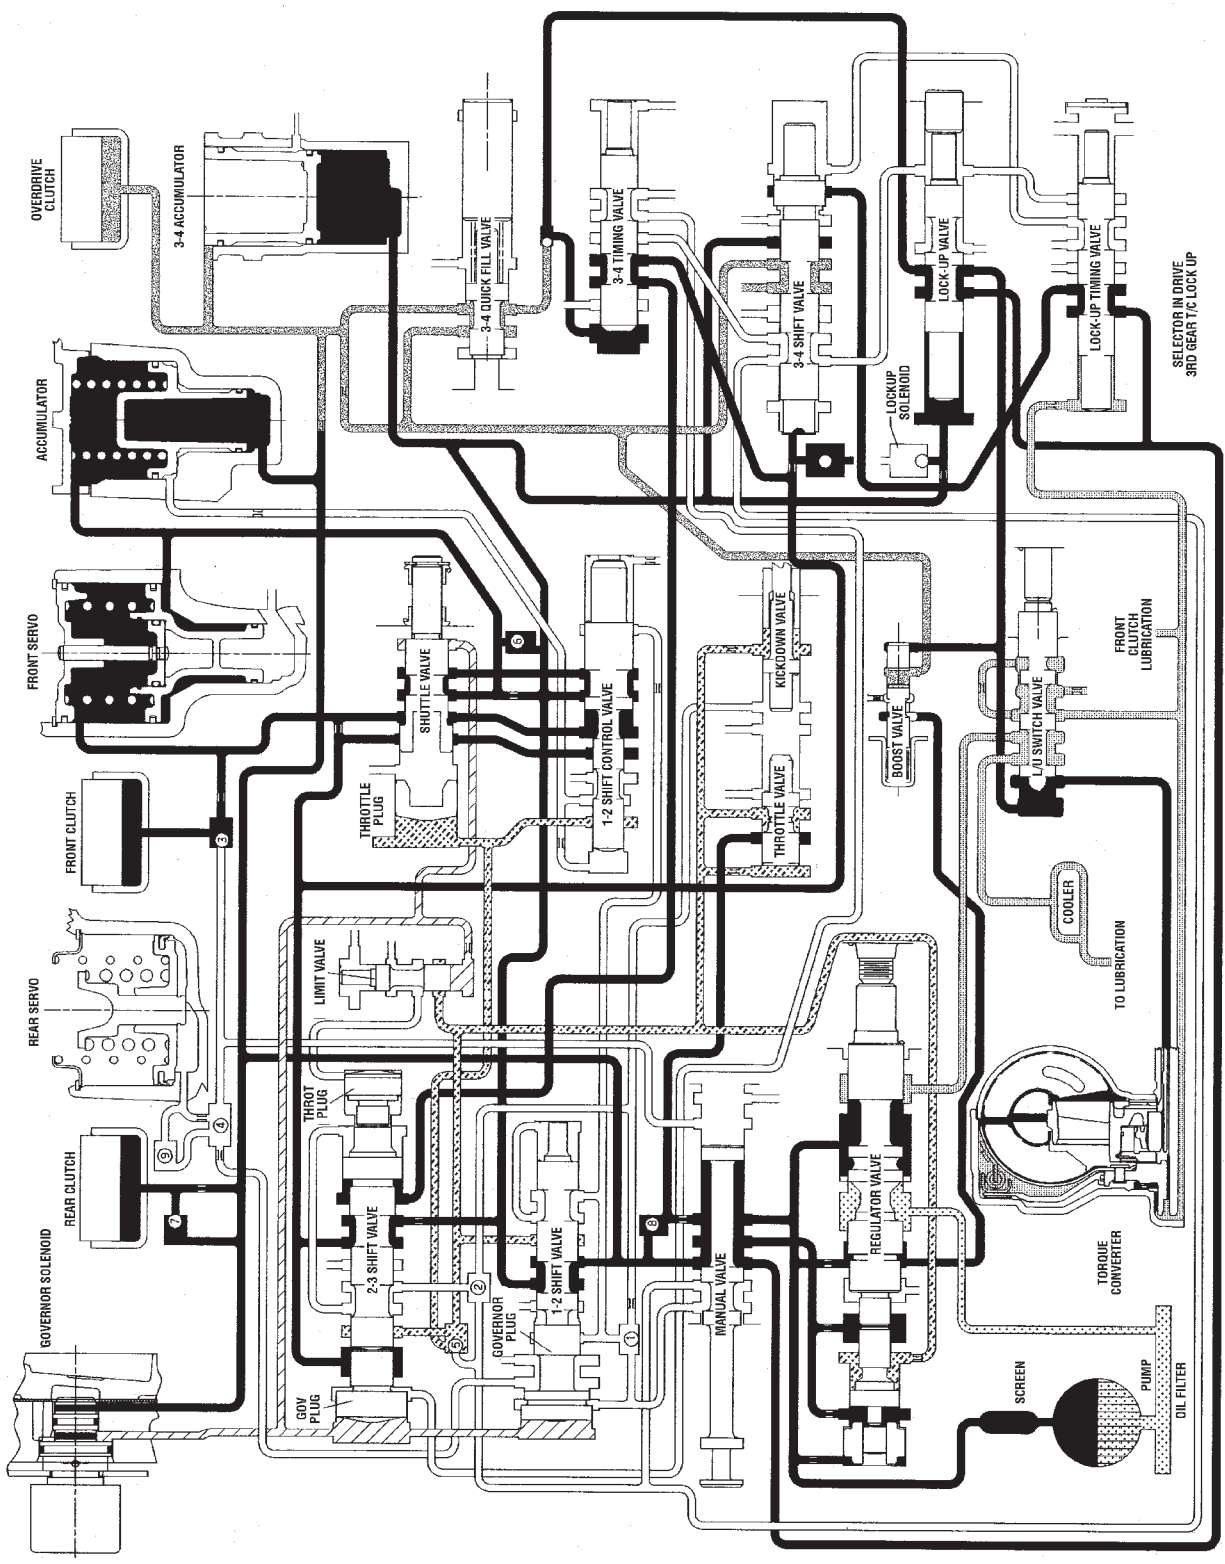 OVERDRIVE
CLUTCH
3-4 ACCUMULATOR
3-4 QUICK FILL VALVE
3-4 TIMING VALVE
3-4 SHIFT VALVE
LOCK-UP VALVE
LOCK-UP TIMING VALVE
SELECTOR IN DRIVE
3RD GEAR T/C LOCK UP
ACCUMULATOR
LOCKUP
SOLENOID
FRONT SERVO
SHUTTLE VALVE
THROTTLE
PLUG
6
1-2 SHIFT CONTROL VALVE
KICKDOWN VALVE
THROTTLE VALVE
BOOST VALVE
L/U SWITCH VALVE
FRONT
CLUTCH
LUBRICATION
FRONT CLUTCH
3
COOLER
TO LUBRICATION
REAR SERVO
LIMIT VALVE
THROT
PLUG
REAR CLUTCH
9
4
7
2-3 SHIFT VALVE
2
1-2 SHIFT VALVE
8
MANUAL VALVE
REGULATOR VALVE
TORQUE
CONVERTER
GOVERNOR SOLENOID
GOV
PLUG
5
GOVERNOR
PLUG
1
SCREEN
PUMP
OIL FILTER